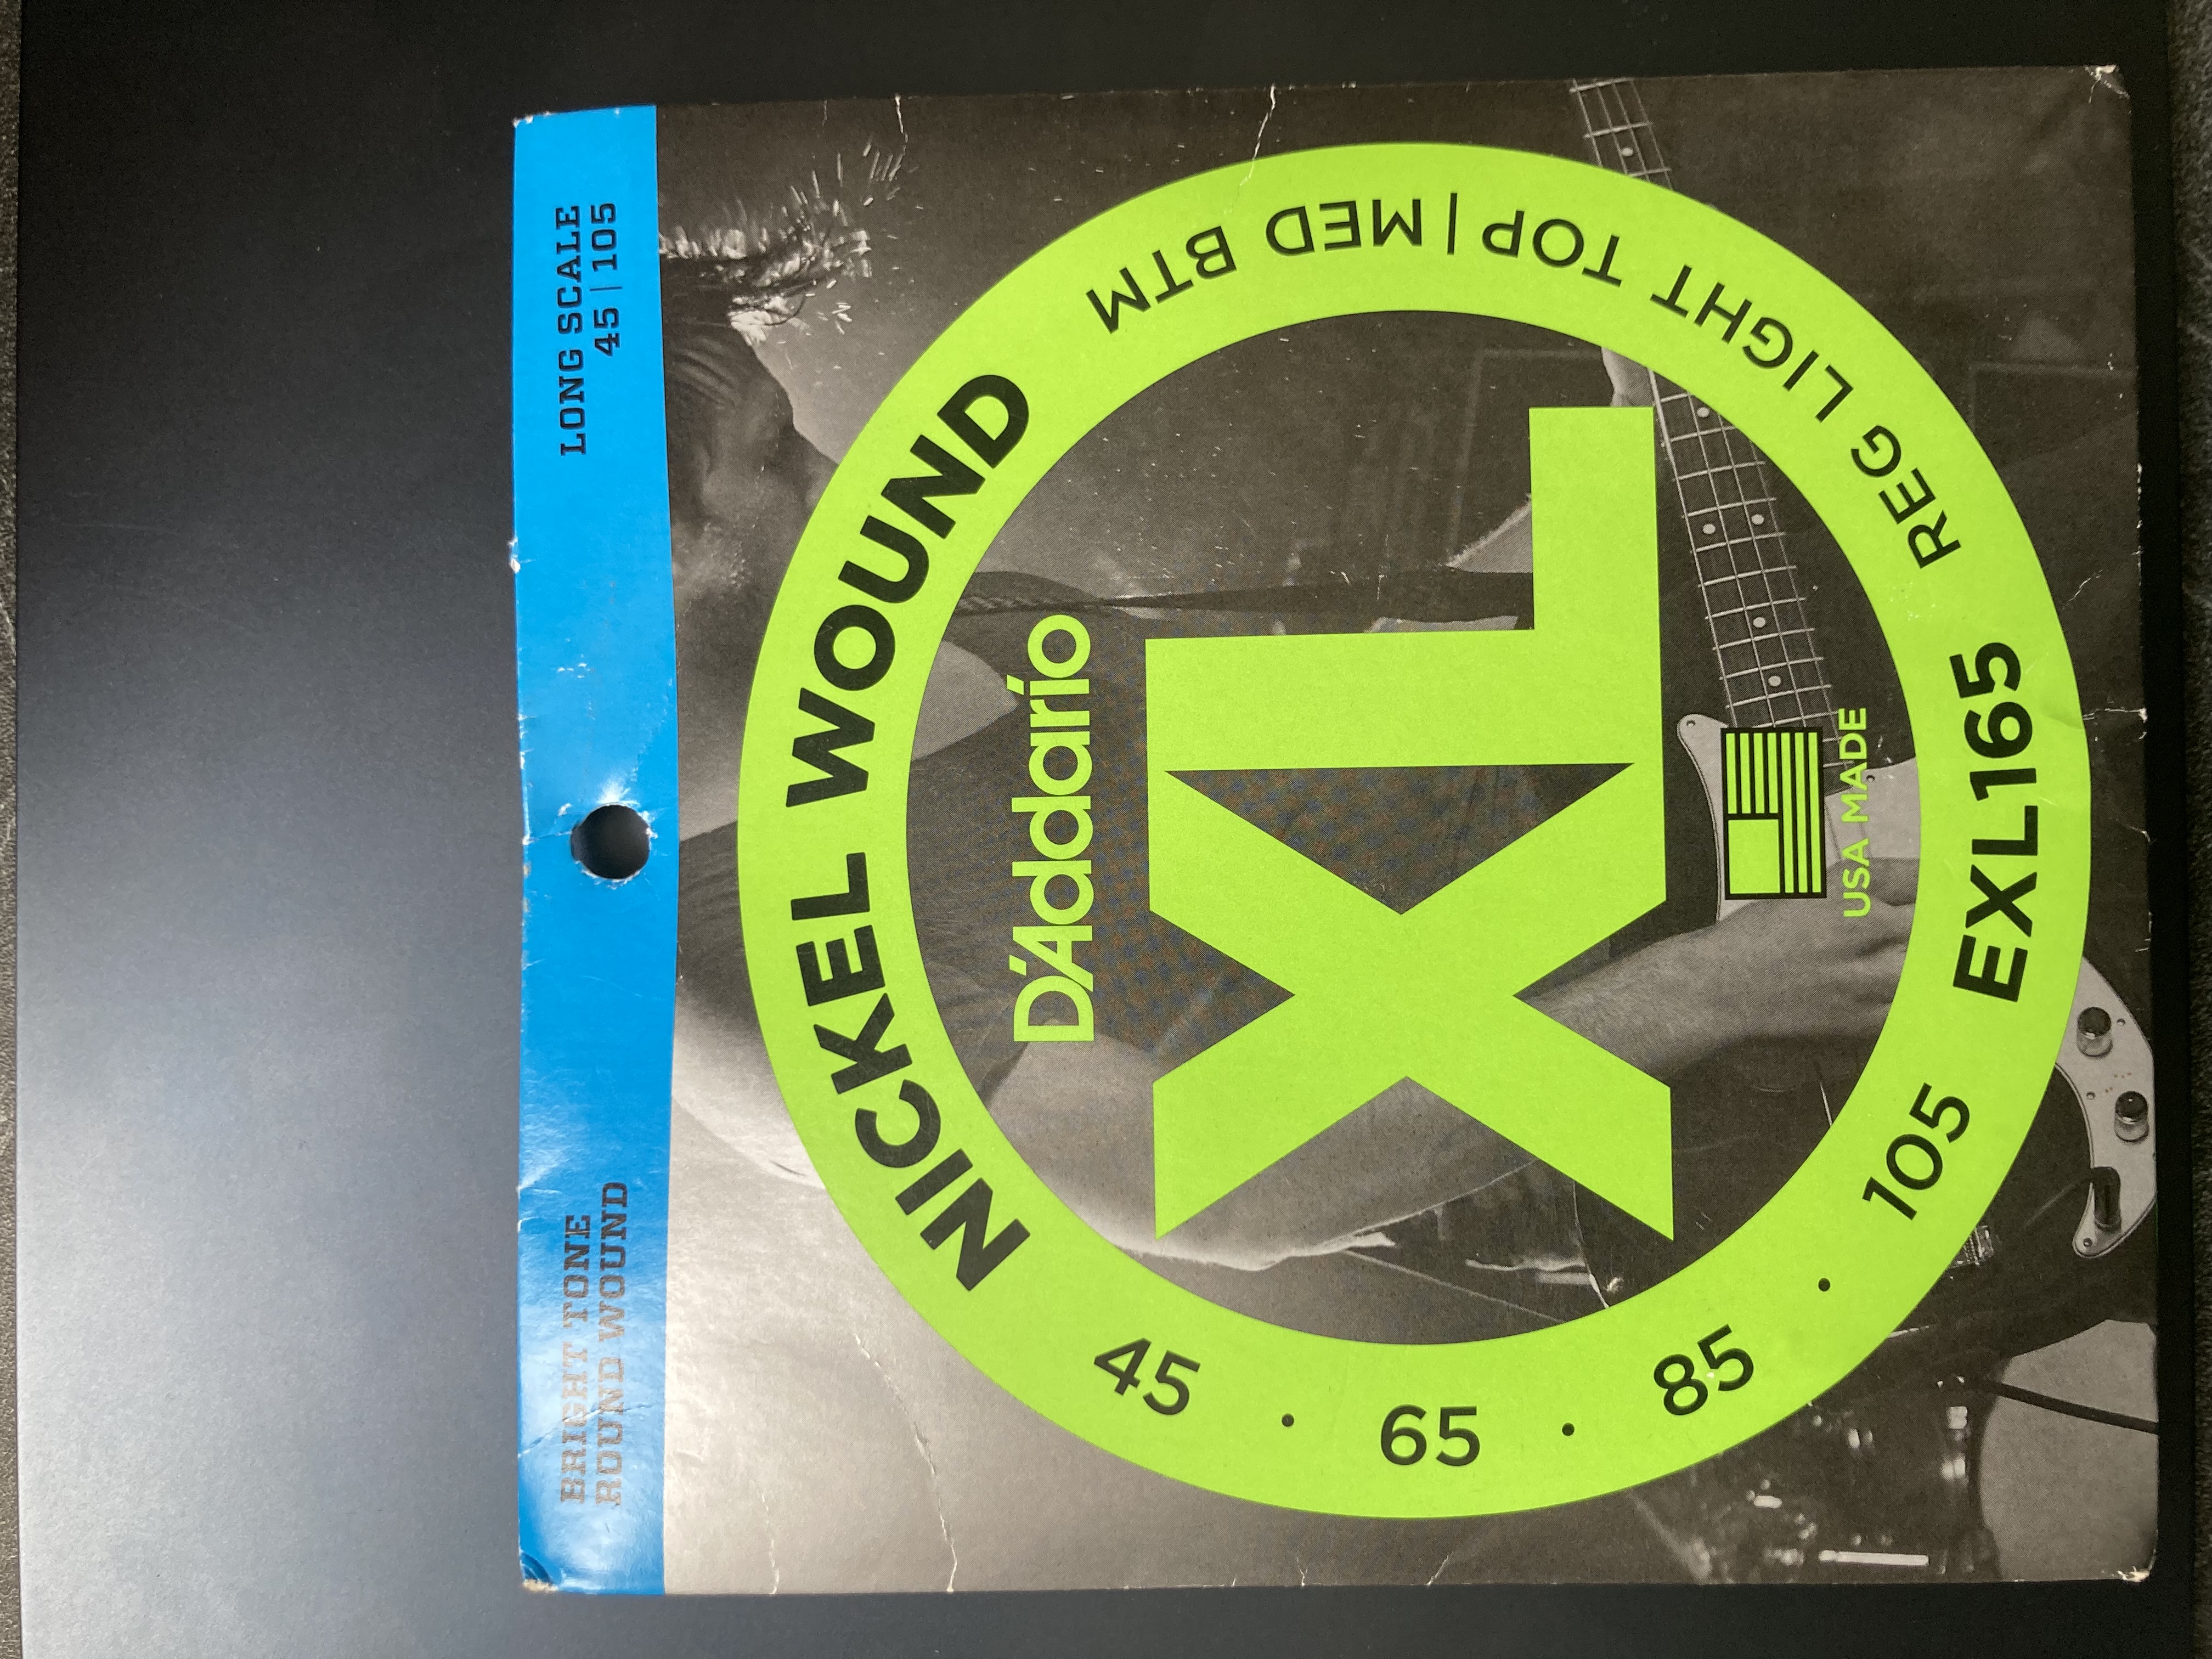 BRIGHT TONE
ROUND WOUND
LONG SCALE
45 | 105
NICKEL WOUND
D'Addario
XL
USA MADE
45 • 65 • 85 • 105
EXL165
REG LIGHT TOP | MED BTM